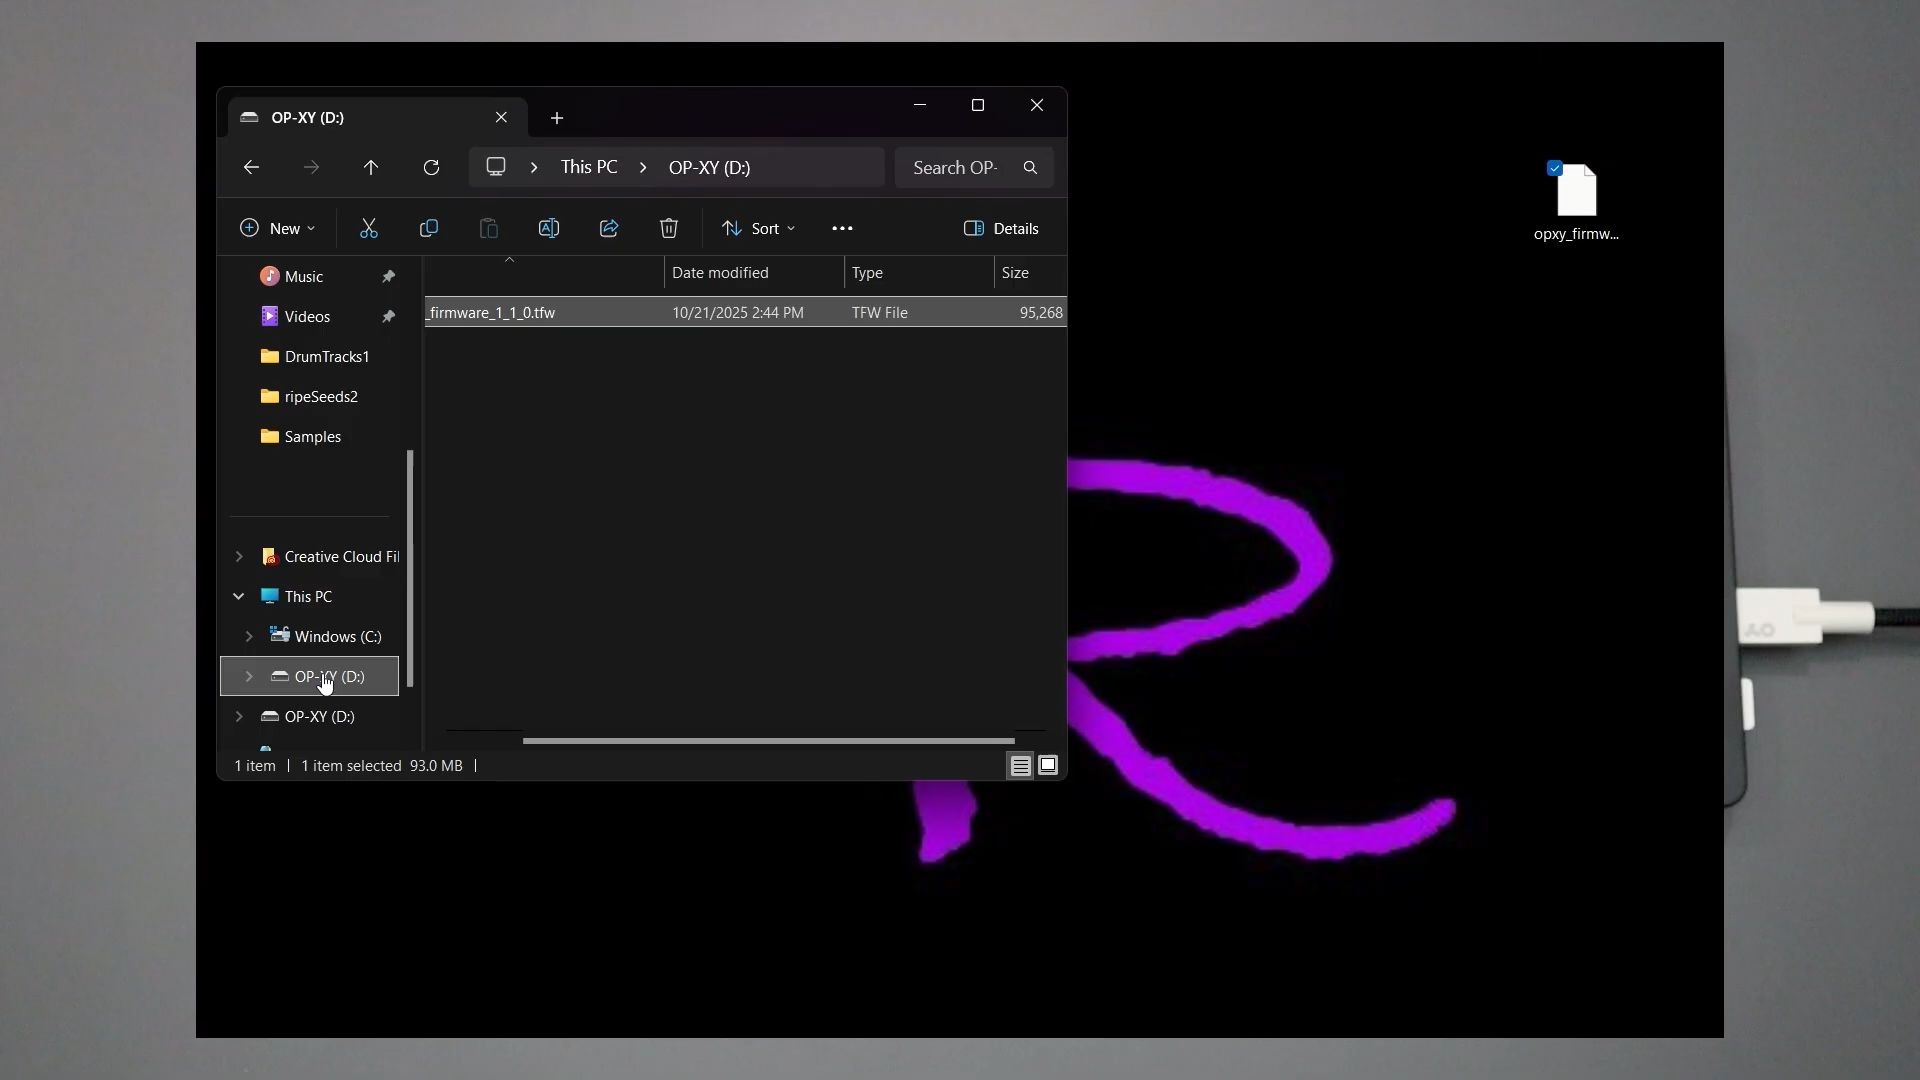 OP-XY (D:)
This PC
OP-XY (D:)
Search OP-
New
Sort
Details
Music
Videos
DrumTracks1
ripeSeeds2
Samples
Creative Cloud Fil
This PC
Windows (C:)
OP-XY (D:)
OP-XY (D:)
Date modified
Type
Size
_firmware_1_1_0.tfw
10/21/2025 2:44 PM
TFW File
95,268
1 item
1 item selected 93.0 MB
opxy_firmw...